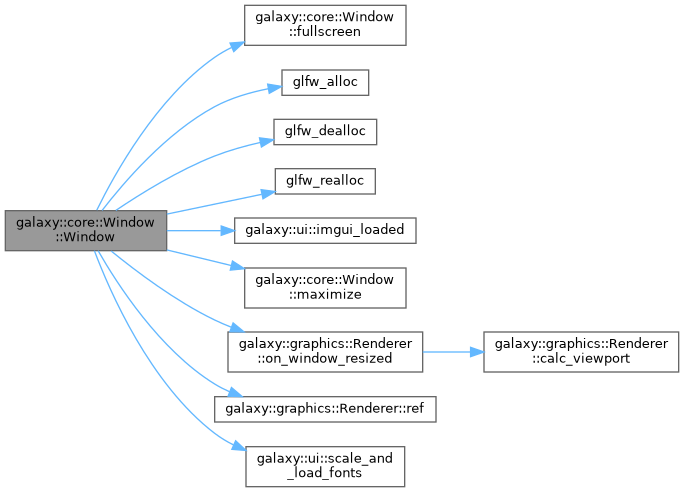 galaxy::core::Window
::fullscreen
glfw_alloc
glfw_dealloc
glfw_realloc
galaxy::core::Window
::Window
galaxy::ui::imgui_loaded
galaxy::core::Window
::maximize
galaxy::graphics::Renderer
::on_window_resized
galaxy::graphics::Renderer
::calc_viewport
galaxy::graphics::Renderer::ref
galaxy::ui::scale_and
_load_fonts